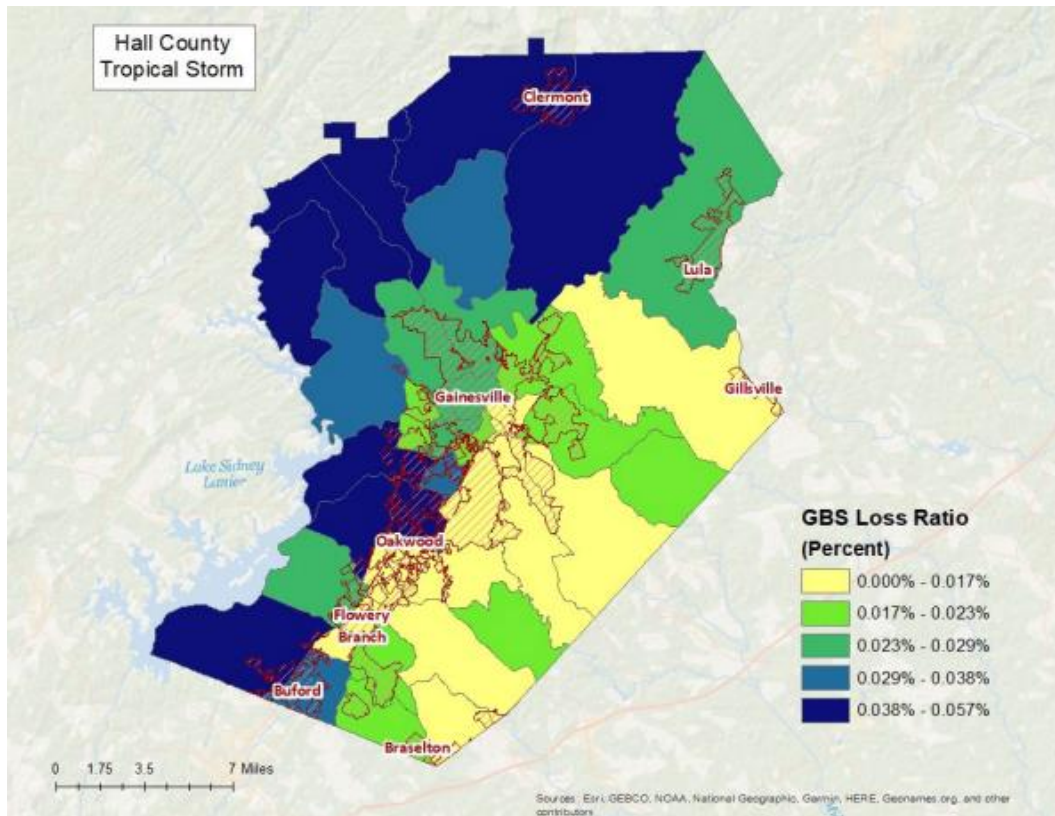 Hall County
Tropical Storm
Clermont
Lula
Gillsville
Gainesville
Lake Sidney
Lanier
Oakwood
Flowery
Branch
Buford
Braselton
GBS Loss Ratio
(Percent)
0.000% - 0.017%
0.017% - 0.023%
0.023% - 0.029%
0.029% - 0.038%
0.038% - 0.057%
0 1.75 3.5 7 Miles
Sources: Esri, GEBCO, NOAA, National Geographic, Garmin, HERE, Geonames.org, and other
contributors